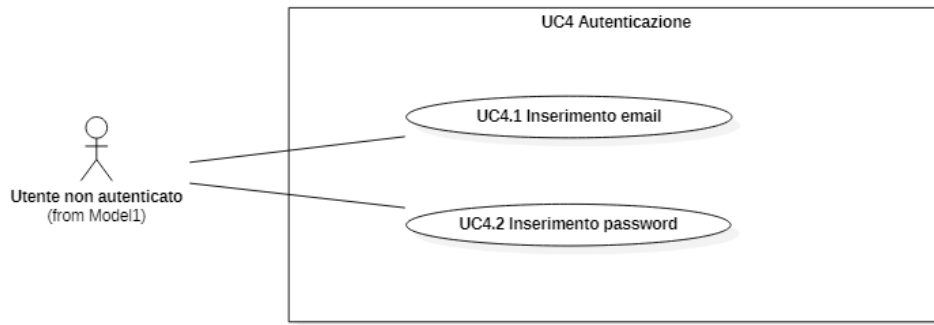 UC4 Autenticazione
UC4.1 Inserimento email
Utente non autenticato
(from Model1)
UC4.2 Inserimento password